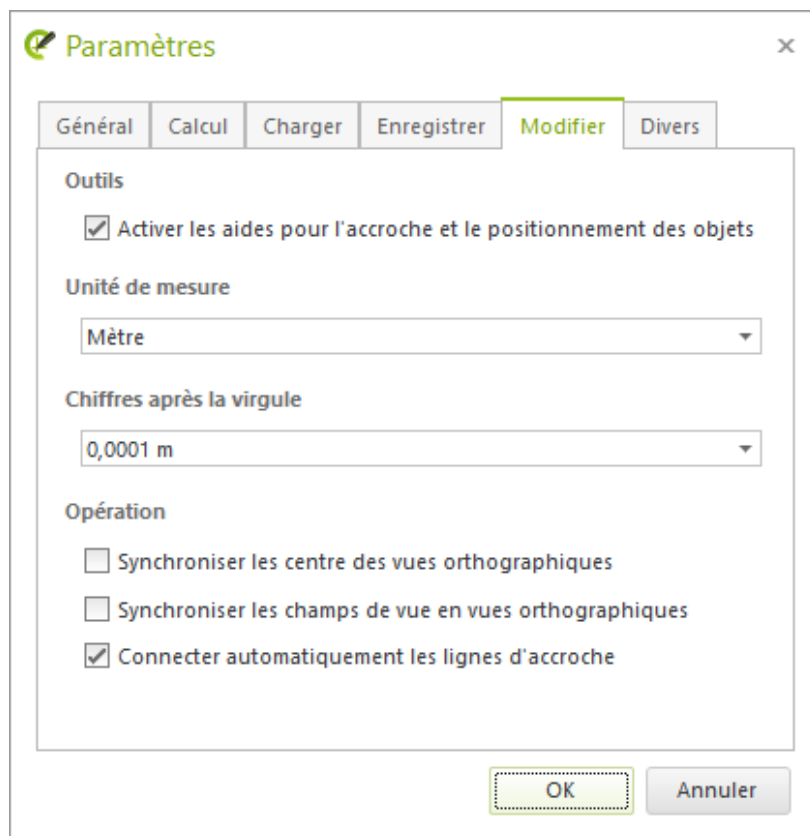 Paramètres
Général Calcul Charger Enregistrer Modifier Divers
Outils
Activer les aides pour l'accroche et le positionnement des objets
Unité de mesure
Mètre
Chiffres après la virgule
0,0001 m
Opération
Synchroniser les centre des vues orthographiques
Synchroniser les champs de vue en vues orthographiques
Connecter automatiquement les lignes d'accroche
OK Annuler